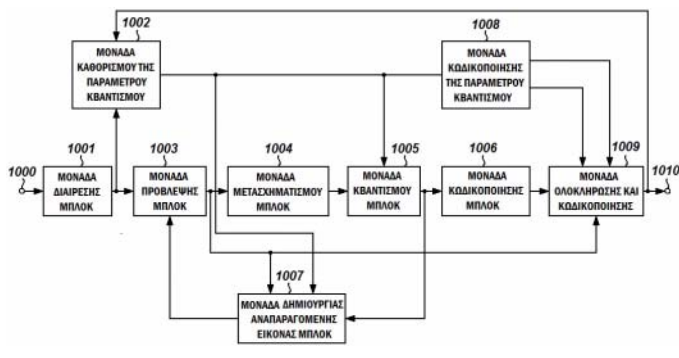 1002
ΜΟΝΑΔΑ
ΚΑΘΟΡΙΣΜΟΥ ΤΗΣ
ΠΑΡΑΜΕΤΡΟΥ
ΚΒΑΝΤΙΣΜΟΥ
1008
ΜΟΝΑΔΑ
ΚΩΔΙΚΟΠΟΙΗΣΗΣ
ΤΗΣ ΠΑΡΑΜΕΤΡΟΥ
ΚΒΑΝΤΙΣΜΟΥ
1000
1001
ΜΟΝΑΔΑ
ΔΙΑΙΡΕΣΗΣ
ΜΠΛΟΚ
1003
ΜΟΝΑΔΑ
ΠΡΟΒΛΕΨΗΣ
ΜΠΛΟΚ
1004
ΜΟΝΑΔΑ
ΜΕΤΑΣΧΗΜΑΤΙΣΜΟΥ
ΜΠΛΟΚ
1005
ΜΟΝΑΔΑ
ΚΒΑΝΤΙΣΜΟΥ
ΜΠΛΟΚ
1006
ΜΟΝΑΔΑ
ΚΩΔΙΚΟΠΟΙΗΣΗΣ
ΜΠΛΟΚ
1009
ΜΟΝΑΔΑ
ΟΛΟΚΛΗΡΩΣΗΣ ΚΑΙ
ΚΩΔΙΚΟΠΟΙΗΣΗΣ
1010
1007
ΜΟΝΑΔΑ ΔΗΜΙΟΥΡΓΙΑΣ
ΑΝΑΠΑΡΑΓΟΜΕΝΗΣ
ΕΙΚΟΝΑΣ ΜΠΛΟΚ